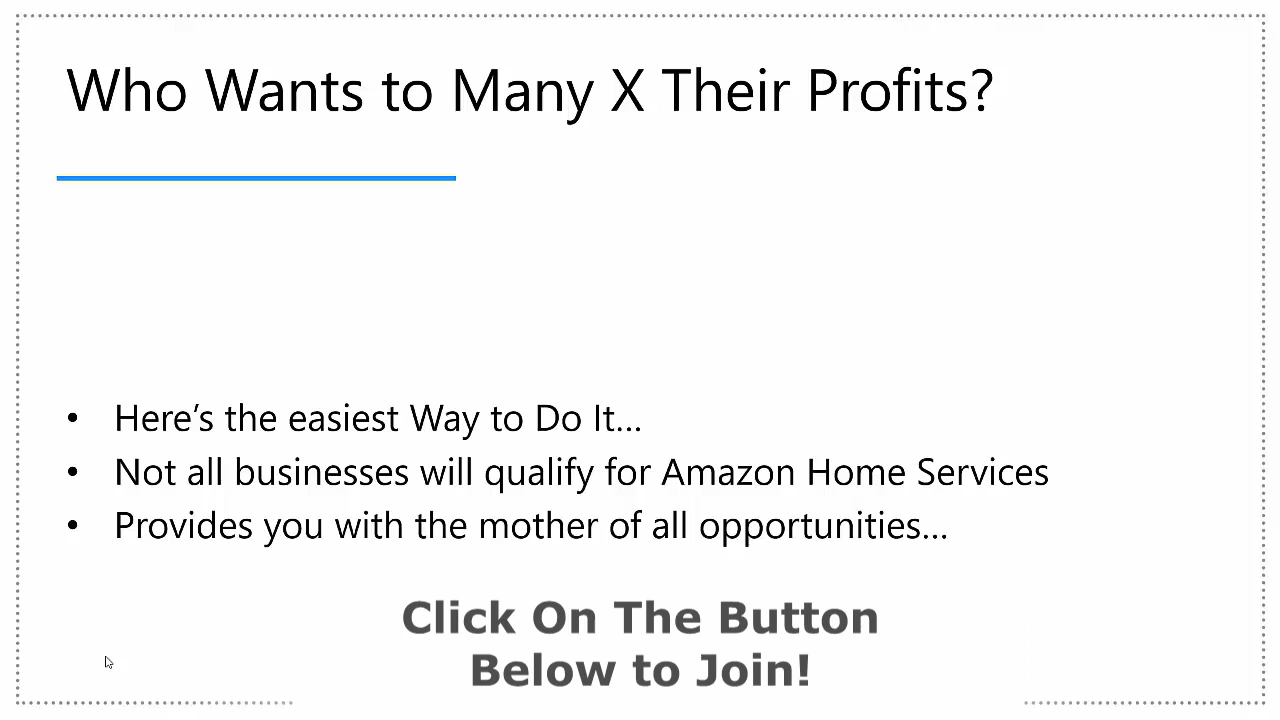 Who Wants to Many X Their Profits?
• Here’s the easiest Way to Do It...
• Not all businesses will qualify for Amazon Home Services
• Provides you with the mother of all opportunities...
Click On The Button
Below to Join!